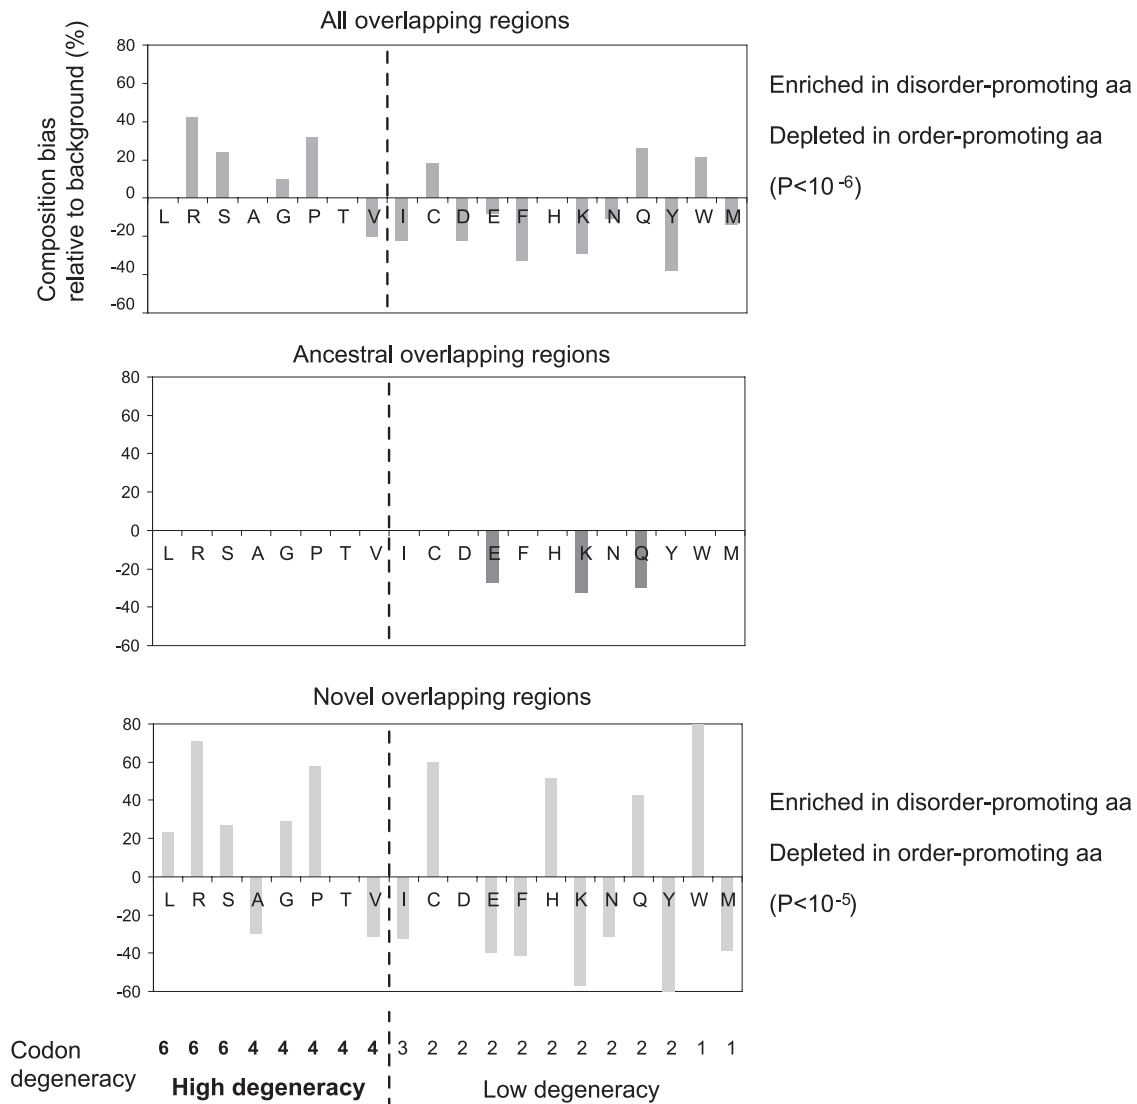 All overlapping regions
Composition bias
relative to background (%)
80
60
40
20
0
-20
-40
-60
L R S A G P T V I C D E F H K N Q Y W M
Enriched in disorder-promoting aa
Depleted in order-promoting aa
(P<10⁻⁶)
Ancestral overlapping regions
80
60
40
20
0
-20
-40
-60
L R S A G P T V I C D E F H K N Q Y W M
Novel overlapping regions
80
60
40
20
0
-20
-40
-60
L R S A G P T V I C D E F H K N Q Y W M
Enriched in disorder-promoting aa
Depleted in order-promoting aa
(P<10⁻⁵)
Codon
degeneracy
6 6 6 4 4 4 4 4 3 2 2 2 2 2 2 2 2 2 1 1
High degeneracy Low degeneracy